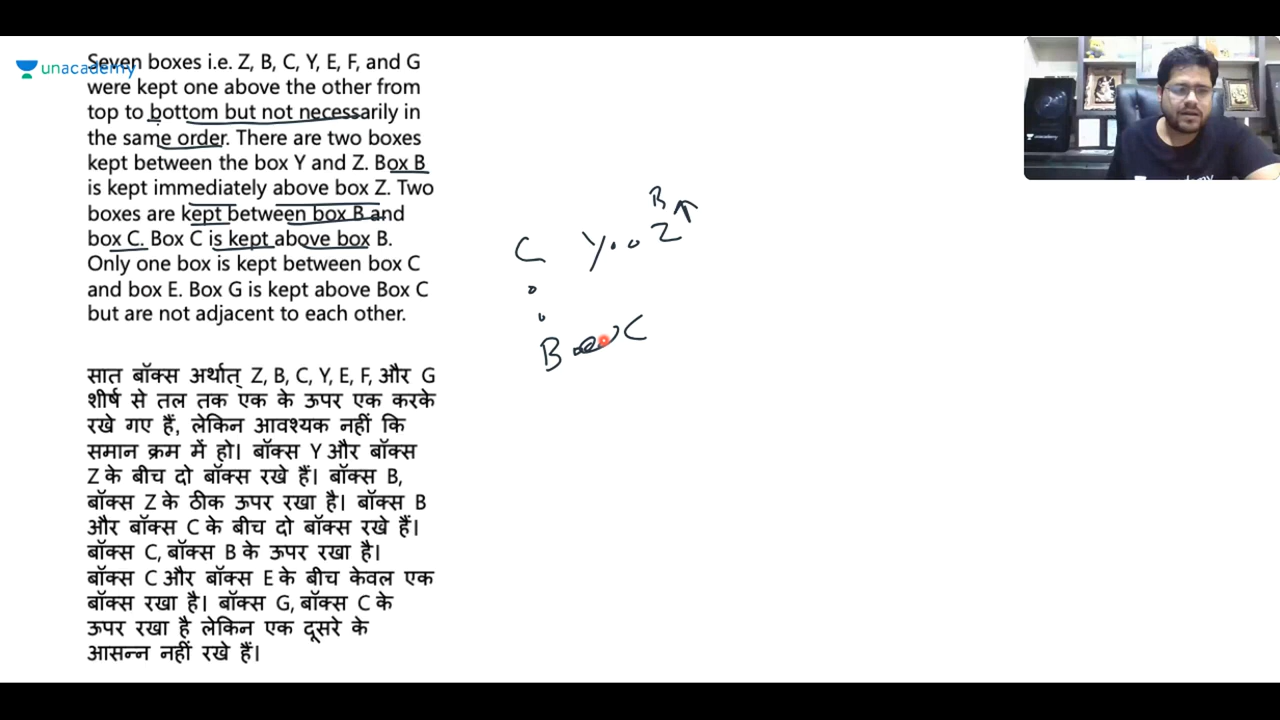 Seven boxes i.e. Z, B, C, Y, E, F, and G
unacademy
were kept one above the other from
top to bottom but not necessarily in
the same order. There are two boxes
kept between the box Y and Z. Box B
is kept immediately above box Z. Two
boxes are kept between box B and
box C. Box C is kept above box B.
Only one box is kept between box C
and box E. Box G is kept above Box C
but are not adjacent to each other.
सात बॉक्स अर्थात् Z, B, C, Y, E, F, और G
शीर्ष से तल तक एक के ऊपर एक करके
रखे गए हैं, लेकिन आवश्यक नहीं कि
समान क्रम में हो। बॉक्स Y और बॉक्स
Z के बीच दो बॉक्स रखे हैं। बॉक्स B,
बॉक्स Z के ठीक ऊपर रखा है। बॉक्स B
और बॉक्स C के बीच दो बॉक्स रखे हैं।
बॉक्स C, बॉक्स B के ऊपर रखा है।
बॉक्स C और बॉक्स E के बीच केवल एक
बॉक्स रखा है। बॉक्स G, बॉक्स C के
ऊपर रखा है लेकिन एक दूसरे के
आसन्न नहीं रखे हैं।
B
C Y Z
B C